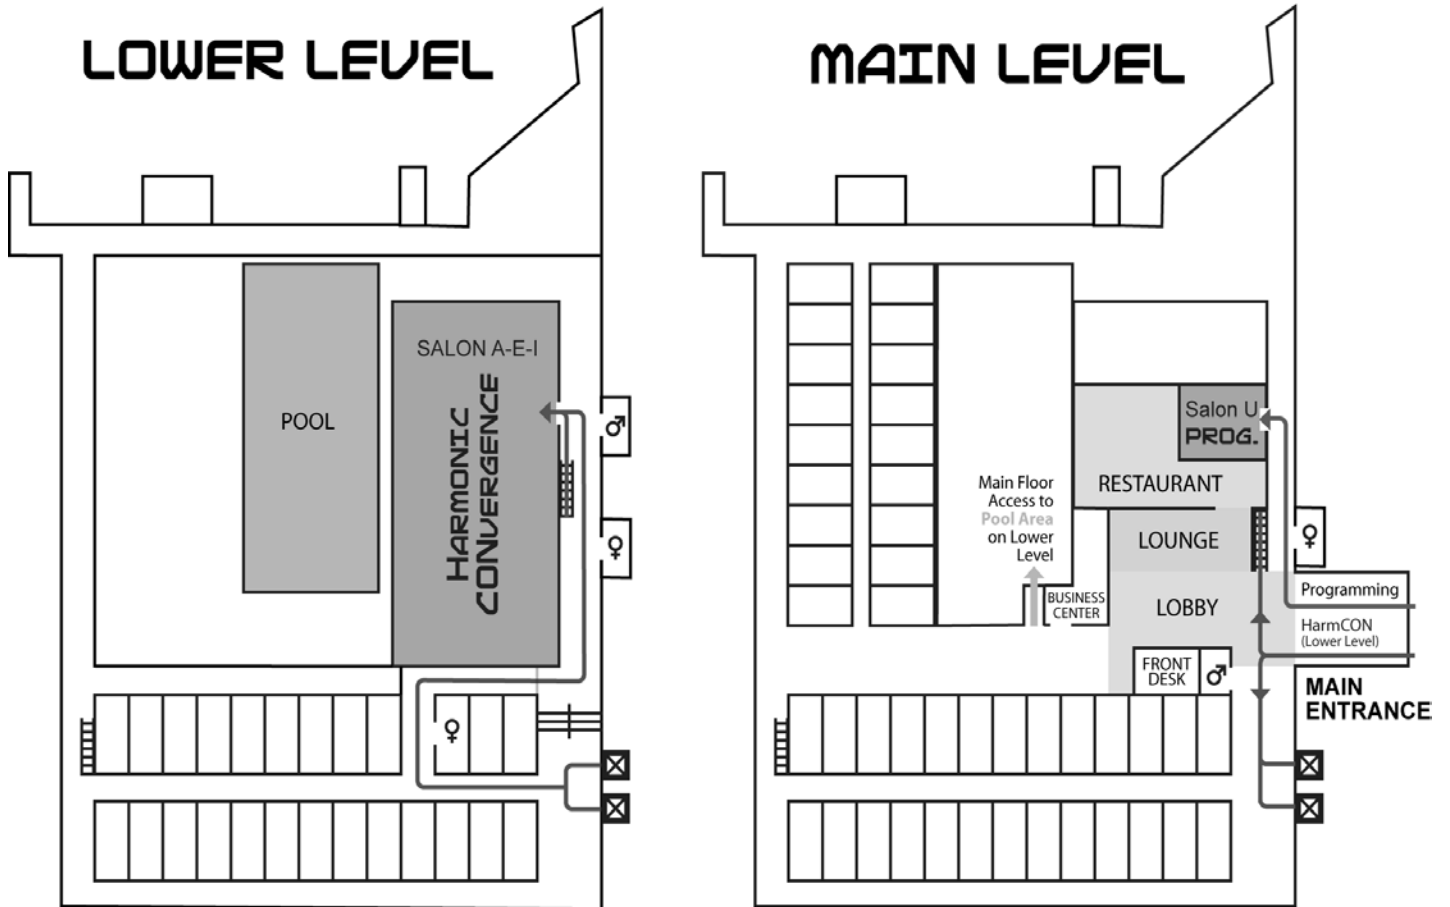 LOWER LEVEL
SALON A-E-I
HARMONIC
CONVERGENCE
POOL
MAIN LEVEL
Salon U
PROG.
RESTAURANT
Main Floor
Access to
Pool Area
on Lower
Level
LOUNGE
BUSINESS
CENTER
LOBBY
Programming
HarmCON
(Lower Level)
FRONT
DESK
MAIN
ENTRANCE